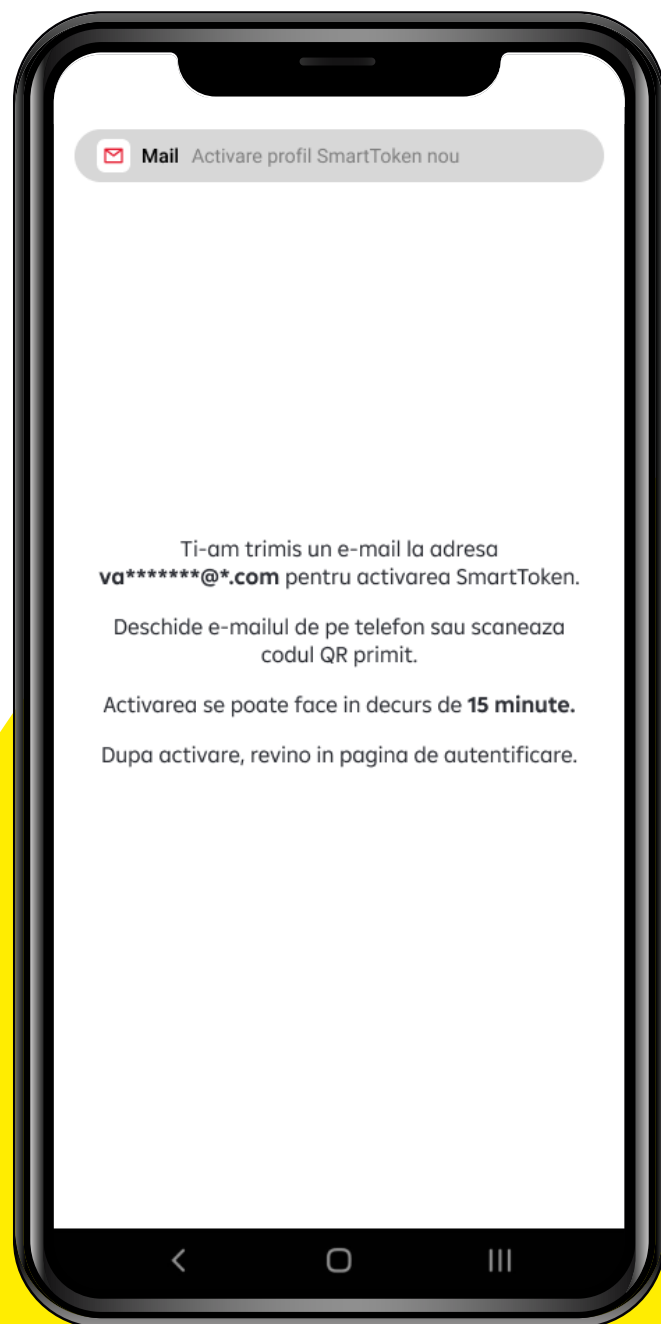 Mail Activare profil SmartToken nou
Ti-am trimis un e-mail la adresa
va*******@*.com pentru activarea SmartToken.
Deschide e-mailul de pe telefon sau scaneaza
codul QR primit.
Activarea se poate face in decurs de 15 minute.
Dupa activare, revino in pagina de autentificare.